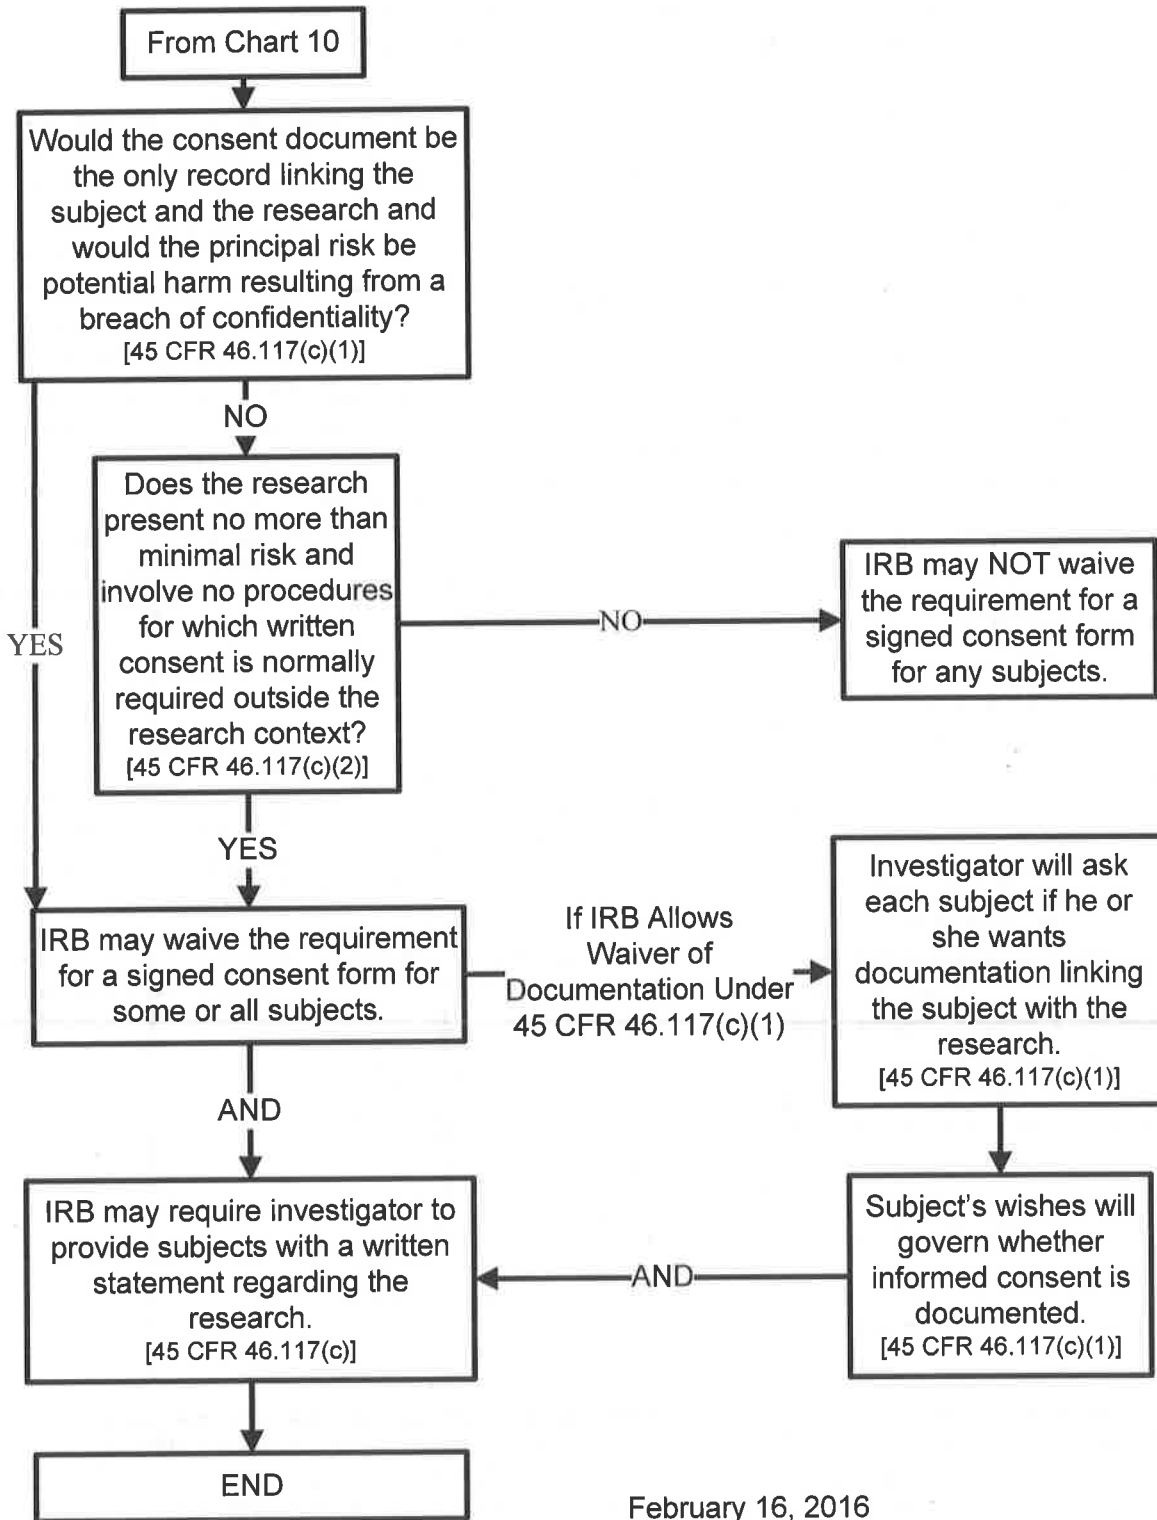 From Chart 10
Would the consent document be
the only record linking the
subject and the research and
would the principal risk be
potential harm resulting from a
breach of confidentiality?
[45 CFR 46.117(c)(1)]
YES
NO
Does the research
present no more than
minimal risk and
involve no procedures
for which written
consent is normally
required outside the
research context?
[45 CFR 46.117(c)(2)]
NO
IRB may NOT waive
the requirement for a
signed consent form
for any subjects.
YES
IRB may waive the requirement
for a signed consent form for
some or all subjects.
If IRB Allows
Waiver of
Documentation Under
45 CFR 46.117(c)(1)
Investigator will ask
each subject if he or
she wants
documentation linking
the subject with the
research.
[45 CFR 46.117(c)(1)]
AND
Subject's wishes will
govern whether
informed consent is
documented.
[45 CFR 46.117(c)(1)]
AND
IRB may require investigator to
provide subjects with a written
statement regarding the
research.
[45 CFR 46.117(c)]
END
February 16, 2016